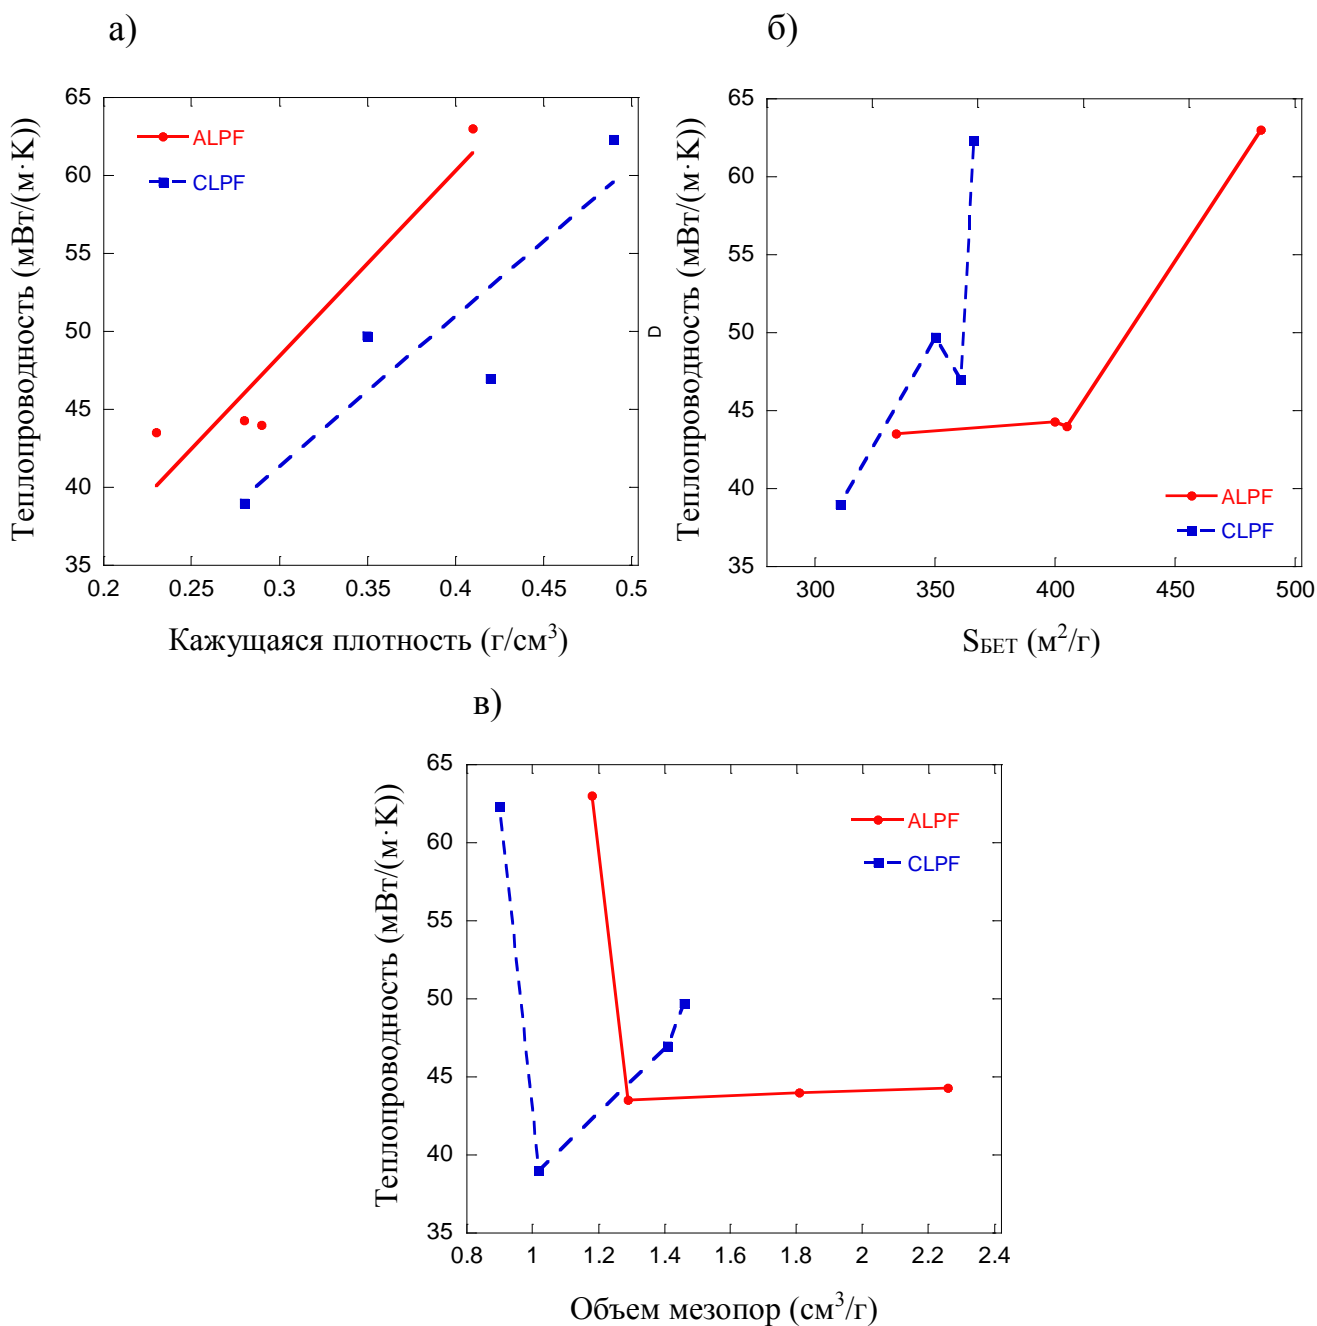 а)
65
60
55
50
45
40
35
0.2 0.25 0.3 0.35 0.4 0.45 0.5
ALPF
CLPF
Теплопроводность (мВт/(м·К))
Кажущаяся плотность (г/см³)
D
б)
65
60
55
50
45
40
35
300 350 400 450 500
ALPF
CLPF
Теплопроводность (мВт/(м·К))
SБЕТ (м²/г)
в)
65
60
55
50
45
40
35
0.8 1 1.2 1.4 1.6 1.8 2 2.2 2.4
ALPF
CLPF
Теплопроводность (мВт/(м·К))
Объем мезопор (см³/г)